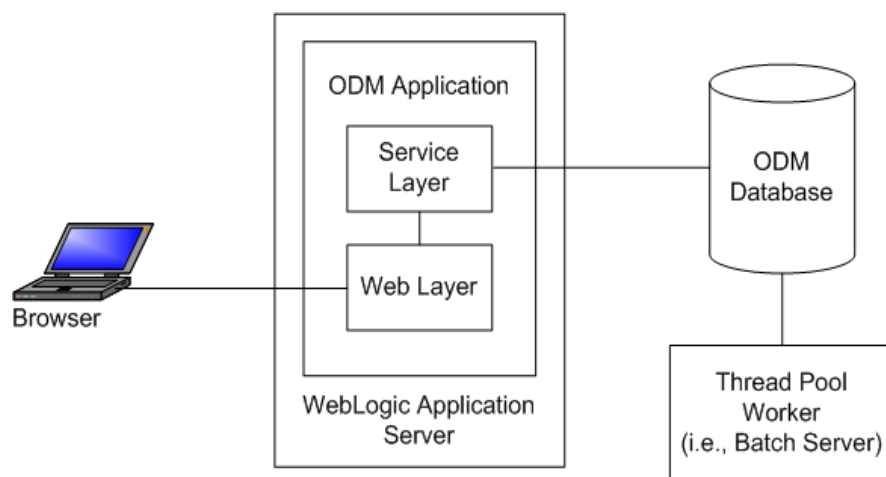 ODM Application
Service
Layer
Web Layer
WebLogic Application
Server
Browser
ODM
Database
Thread Pool
Worker
(i.e., Batch Server)